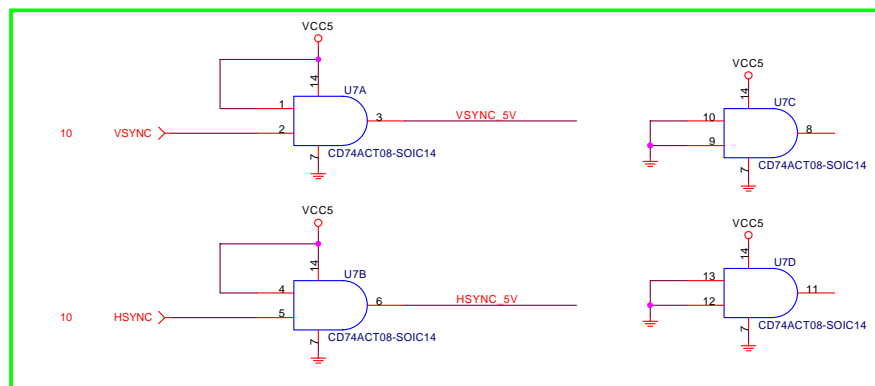 VCC5
14
U7A
1
3
VSYNC_5V
10
VSYNC
2
7
CD74ACT08-SOIC14
VCC5
14
U7C
10
8
9
7
CD74ACT08-SOIC14
VCC5
14
U7B
4
6
HSYNC_5V
10
HSYNC
5
7
CD74ACT08-SOIC14
VCC5
14
U7D
13
11
12
7
CD74ACT08-SOIC14